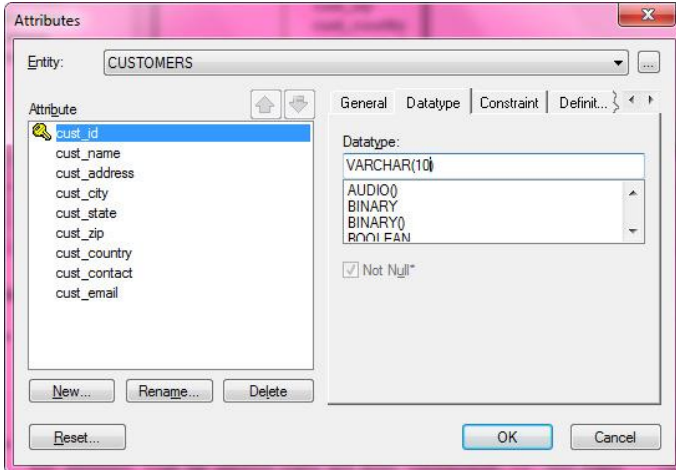 Attributes
Entity: CUSTOMERS ...
Attribute
cust_id
cust_name
cust_address
cust_city
cust_state
cust_zip
cust_country
cust_contact
cust_email
New... Rename... Delete
General Datatype Constraint Definit...
Datatype:
VARCHAR(10)
AUDIO()
BINARY
BINARY()
BOOLEAN
Not Null*
Reset... OK Cancel